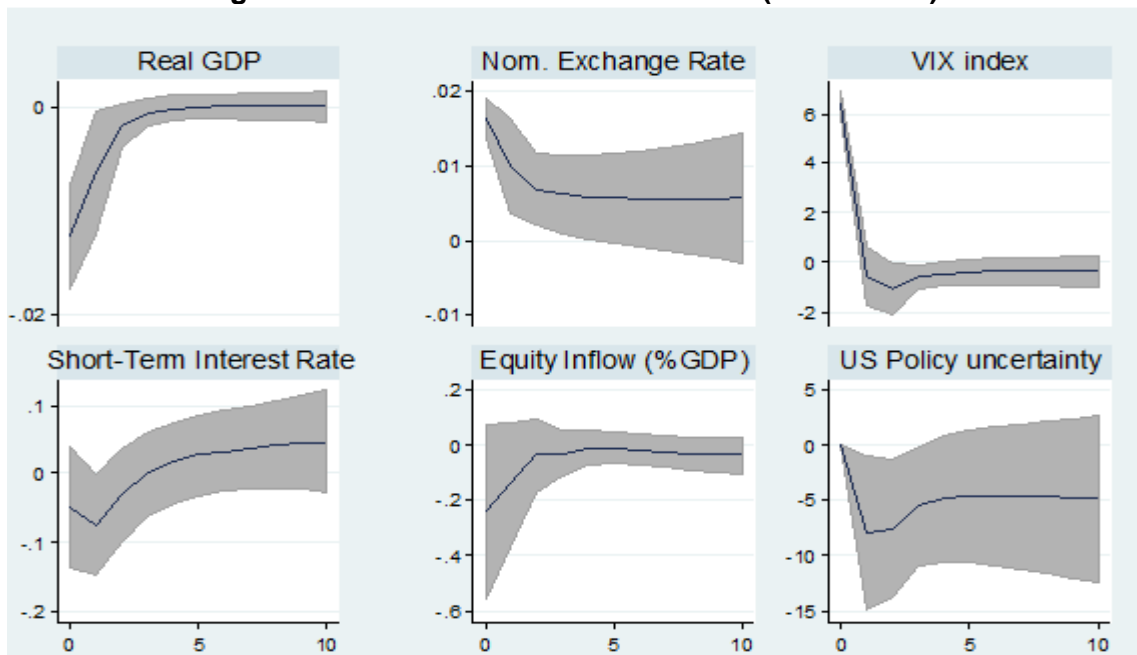 Real GDP
Nom. Exchange Rate
VIX index
0
-.02
.02
.01
0
-.01
6
4
2
0
-2
Short-Term Interest Rate
Equity Inflow (%GDP)
US Policy uncertainty
.1
0
-.1
-.2
.2
0
-.2
-.4
-.6
5
0
-5
-10
-15
0 5 10
0 5 10
0 5 10